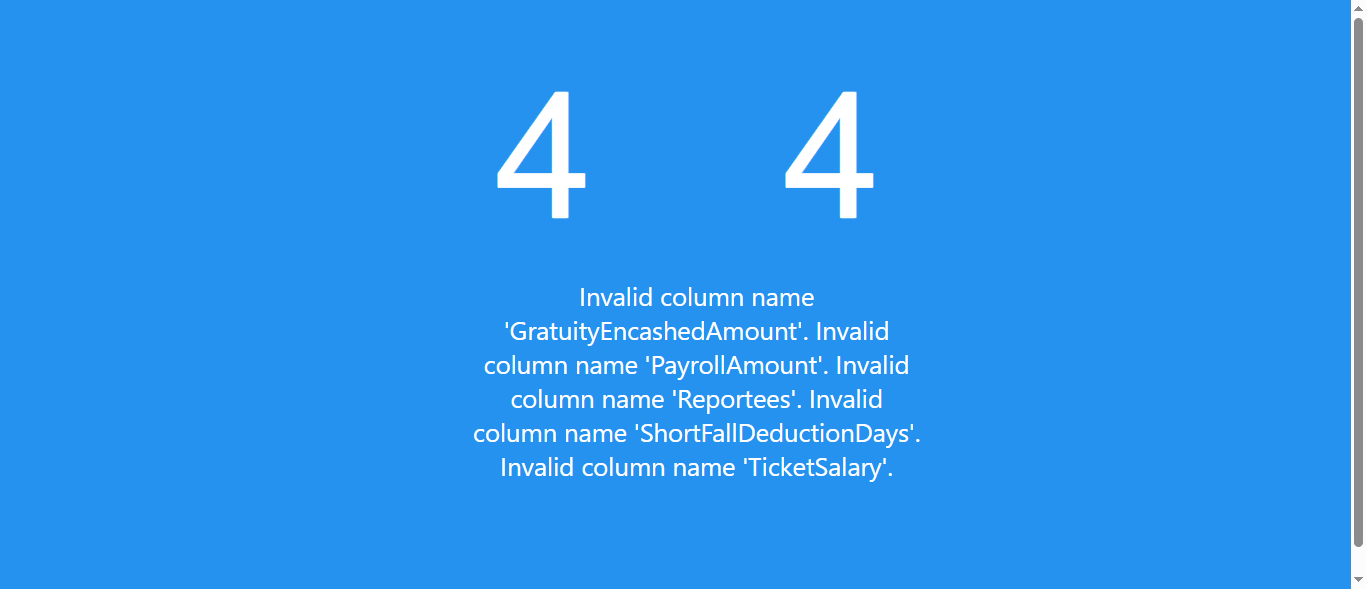 4 4
Invalid column name
'GratuityEncashedAmount'. Invalid
column name 'PayrollAmount'. Invalid
column name 'Reportees'. Invalid
column name 'ShortFallDeductionDays'.
Invalid column name 'TicketSalary'.